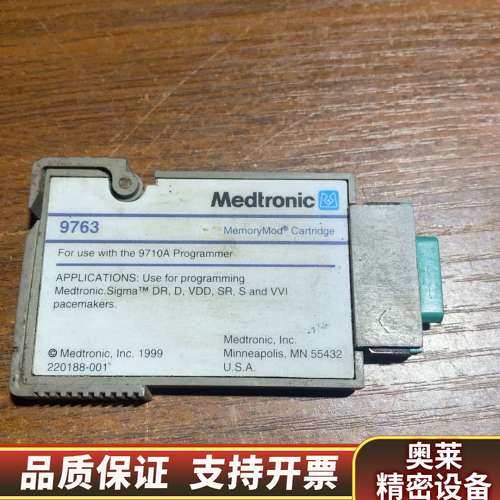 Medtronic
9763
MemoryMod® Cartridge
For use with the 9710A Programmer
APPLICATIONS: Use for programming
Medtronic.Sigma™ DR, D, VDD, SR, S and VVI
pacemakers.
© Medtronic, Inc. 1999
220188-001
Medtronic, Inc.
Minneapolis, MN 55432
U.S.A.
品质保证 支持开票
奥莱
精密设备